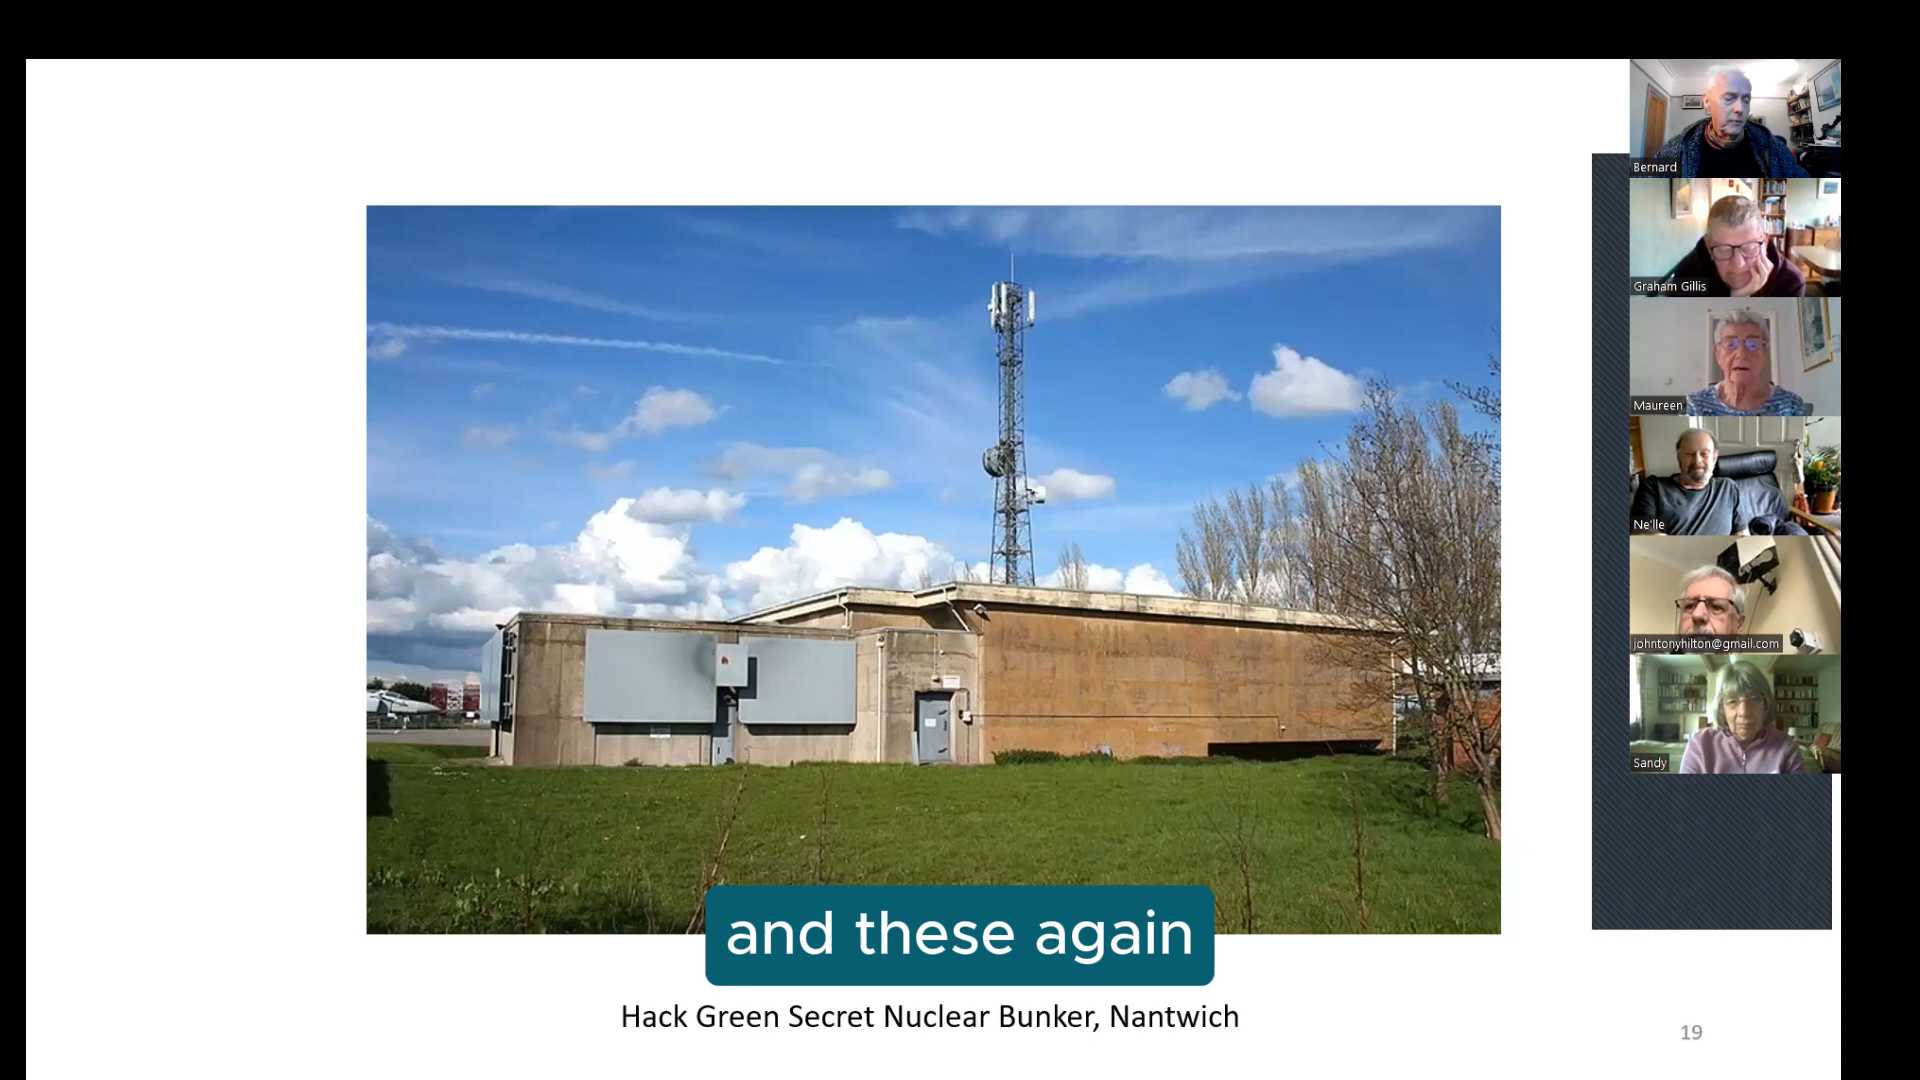 Bernard
Graham Gillis
Maureen
Ne'lle
johntonyhilton@gmail.com
Sandy
and these again
Hack Green Secret Nuclear Bunker, Nantwich
19